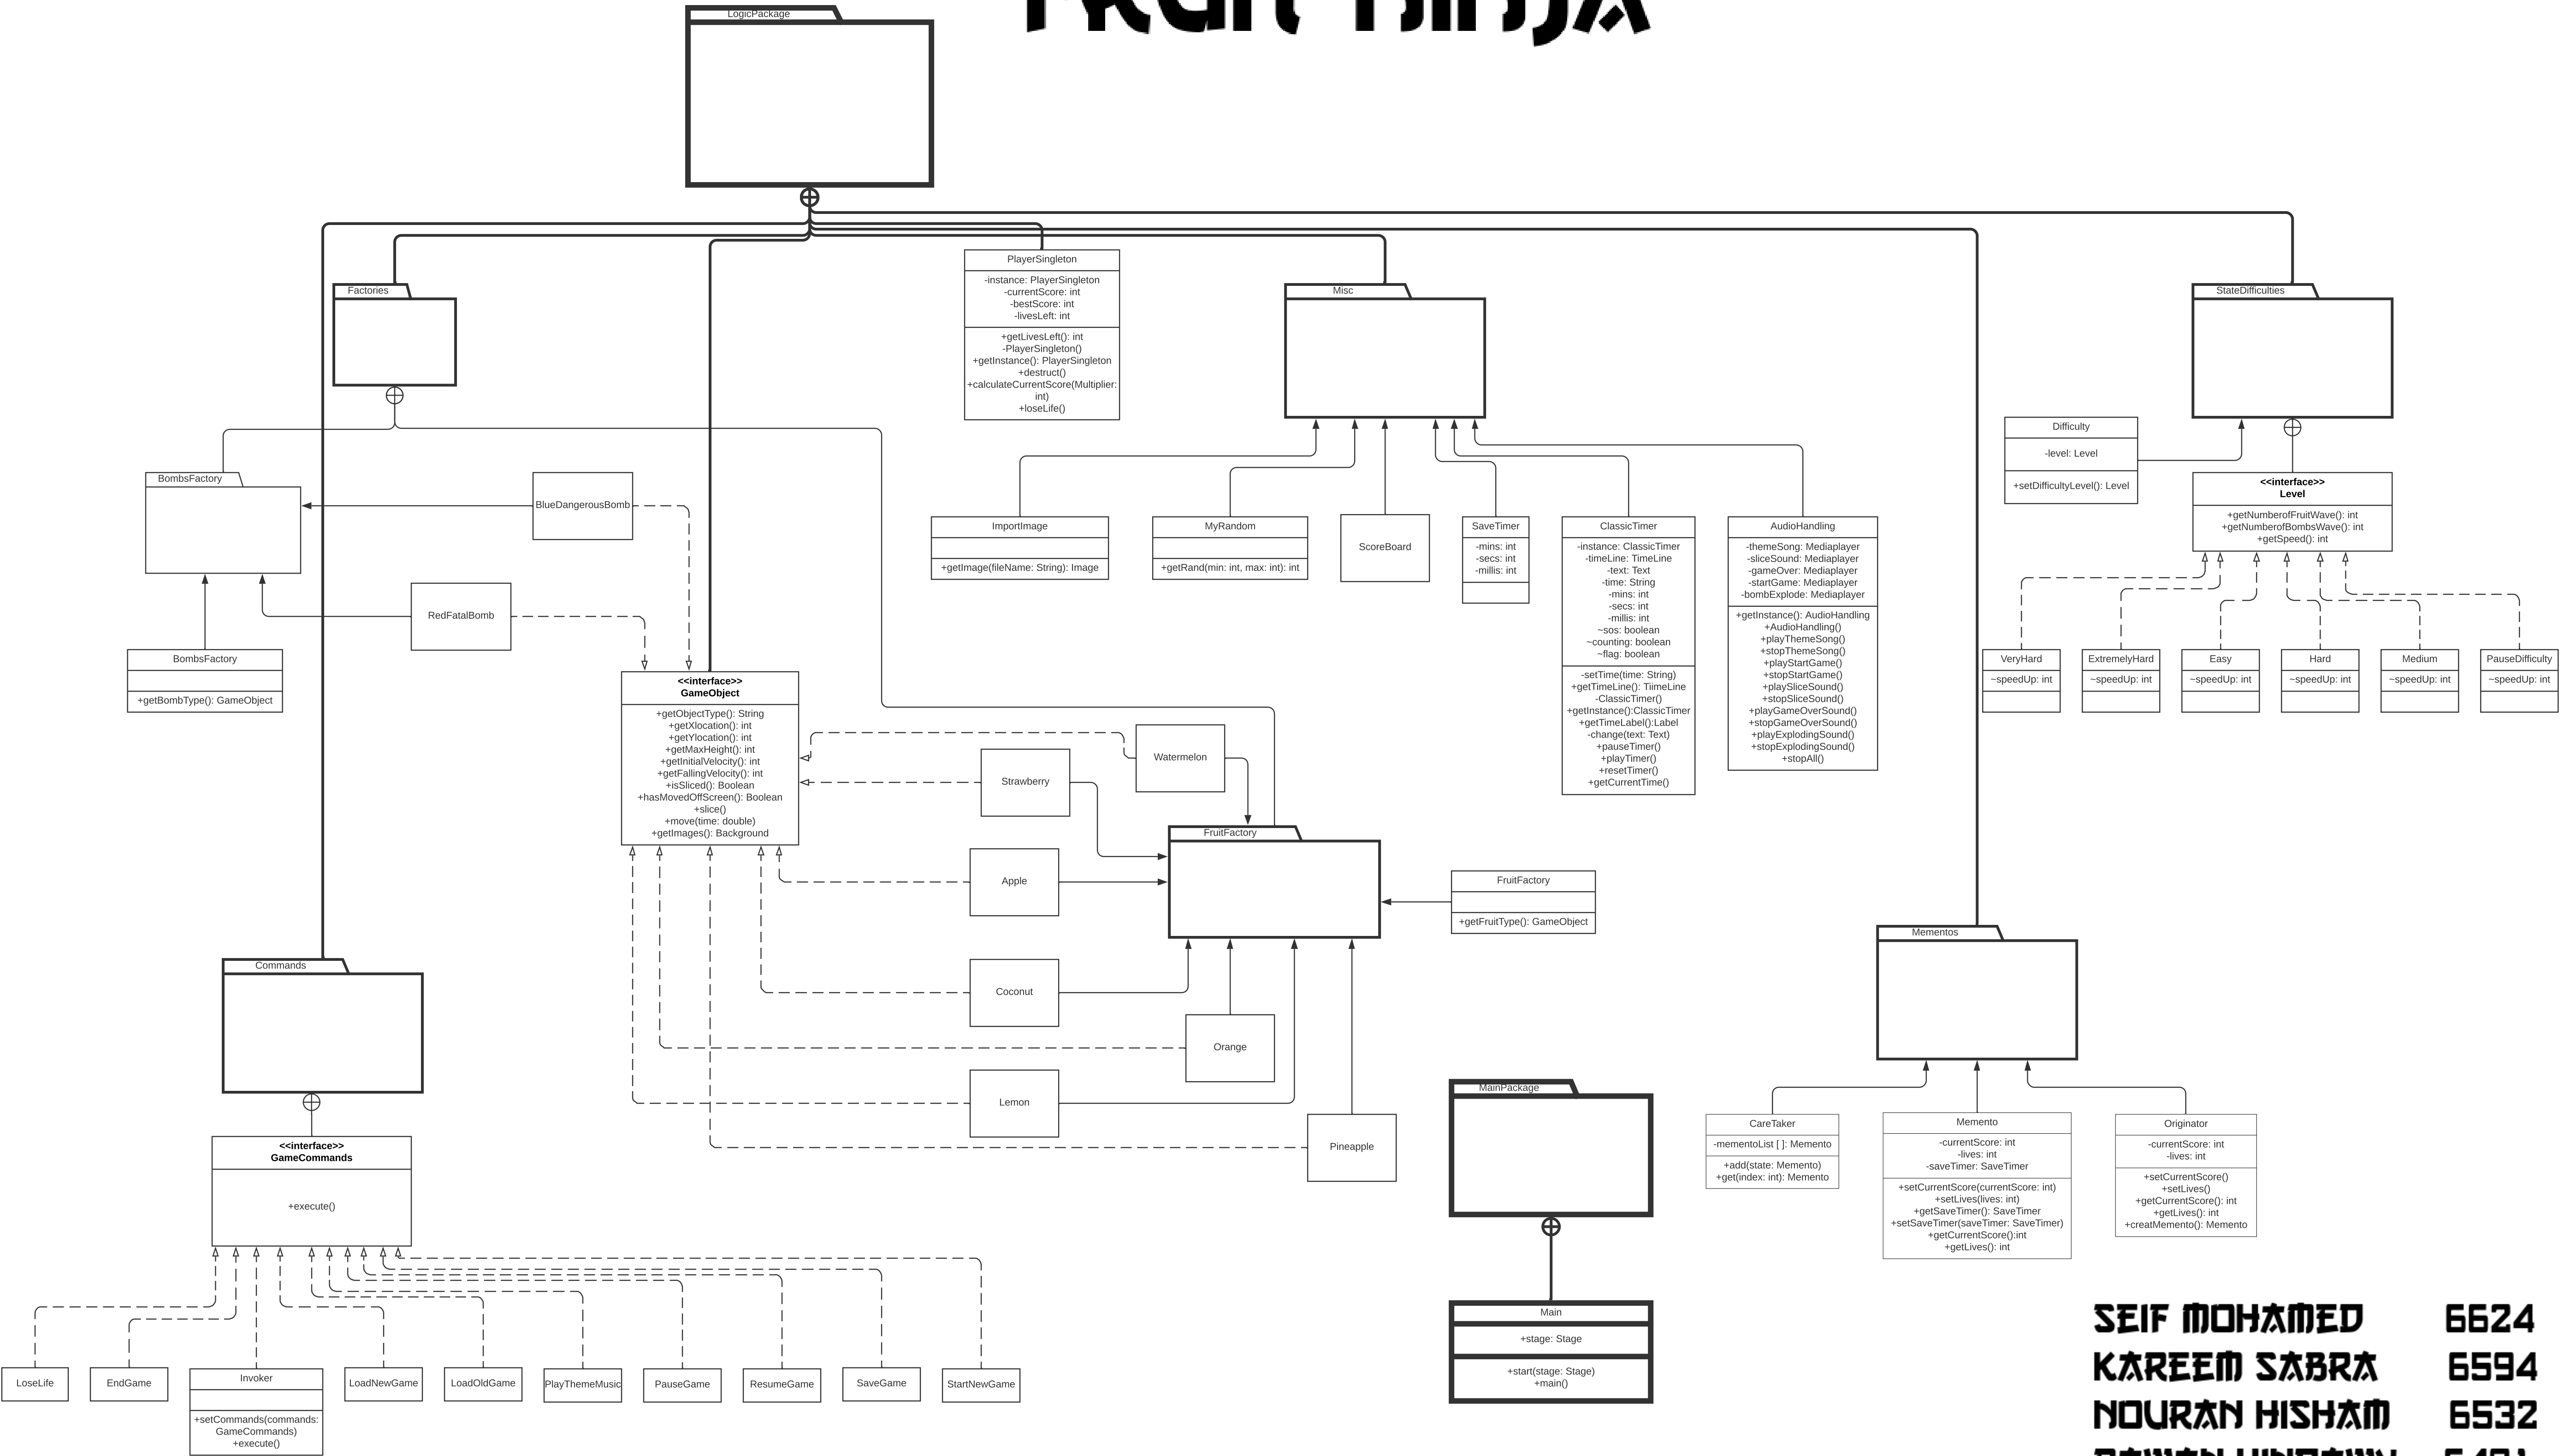 LogicPackage
FRUIT NINJA
Factories
PlayerSingleton
-instance: PlayerSingleton
-currentScore: int
-bestScore: int
-livesLeft: int
+getLivesLeft(): int
-PlayerSingleton()
+getInstance(): PlayerSingleton
+destruct()
+calculateCurrentScore(Multiplier:
int)
+loseLife()
Misc
StateDifficulties
Difficulty
-level: Level
+setDifficultyLevel(): Level
<<interface>>
Level
+getNumberofFruitWave(): int
+getNumberofBombsWave(): int
+getSpeed(): int
BombsFactory
BlueDangerousBomb
RedFatalBomb
BombsFactory
+getBombType(): GameObject
ImportImage
+getImage(fileName: String): Image
MyRandom
+getRand(min: int, max: int): int
ScoreBoard
SaveTimer
-mins: int
-secs: int
-millis: int
ClassicTimer
-instance: ClassicTimer
-timeLine: TimeLine
-text: Text
-time: String
-mins: int
-secs: int
-millis: int
~sos: boolean
~counting: boolean
~flag: boolean
-setTime(time: String)
+getTimeLine(): TiimeLine
-ClassicTimer()
+getInstance():ClassicTimer
+getTimeLabel():Label
-change(text: Text)
+pauseTimer()
+playTimer()
+resetTimer()
+getCurrentTime()
AudioHandling
-themeSong: Mediaplayer
-sliceSound: Mediaplayer
-gameOver: Mediaplayer
-startGame: Mediaplayer
-bombExplode: Mediaplayer
+getInstance(): AudioHandling
+AudioHandling()
+playThemeSong()
+stopThemeSong()
+playStartGame()
+stopStartGame()
+playSliceSound()
+stopSliceSound()
+playGameOverSound()
+stopGameOverSound()
+playExplodingSound()
+stopExplodingSound()
+stopAll()
VeryHard
~speedUp: int
ExtremelyHard
~speedUp: int
Easy
~speedUp: int
Hard
~speedUp: int
Medium
~speedUp: int
PauseDifficulty
~speedUp: int
<<interface>>
GameObject
+getObjectType(): String
+getXlocation(): int
+getYlocation(): int
+getMaxHeight(): int
+getInitialVelocity(): int
+getFallingVelocity(): int
+isSliced(): Boolean
+hasMovedOffScreen(): Boolean
+slice()
+move(time: double)
+getImages(): Background
Watermelon
Strawberry
Apple
FruitFactory
FruitFactory
+getFruitType(): GameObject
Coconut
Orange
Lemon
Pineapple
Commands
<<interface>>
GameCommands
+execute()
LoseLife
EndGame
Invoker
+setCommands(commands:
GameCommands)
+execute()
LoadNewGame
LoadOldGame
PlayThemeMusic
PauseGame
ResumeGame
SaveGame
StartNewGame
MainPackage
Main
+stage: Stage
+start(stage: Stage)
+main()
Mementos
CareTaker
-mementoList [ ]: Memento
+add(state: Memento)
+get(index: int): Memento
Memento
-currentScore: int
-lives: int
-saveTimer: SaveTimer
+setCurrentScore(currentScore: int)
+setLives(lives: int)
+getSaveTimer(): SaveTimer
+setSaveTimer(saveTimer: SaveTimer)
+getCurrentScore():int
+getLives(): int
Originator
-currentScore: int
-lives: int
+setCurrentScore()
+setLives()
+getCurrentScore(): int
+getLives(): int
+creatMemento(): Memento
SEIF MOHAMED 6624
KAREEM SABRA 6594
NOURAN HISHAM 6532